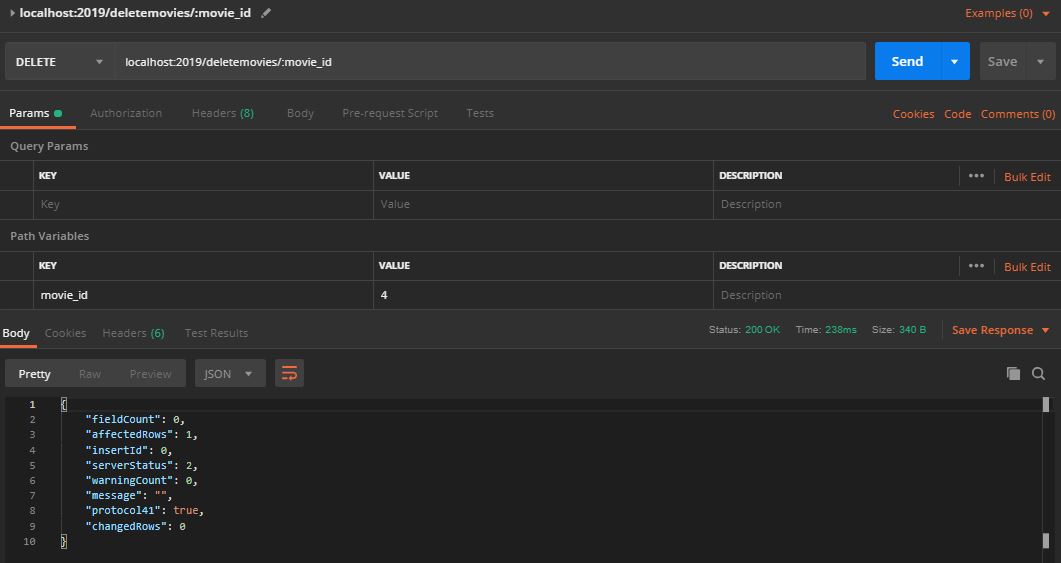 localhost:2019/deletemovies/:movie_id Examples (0)
DELETE localhost:2019/deletemovies/:movie_id Send Save
Params Authorization Headers (8) Body Pre-request Script Tests Cookies Code Comments (0)
Query Params
KEY VALUE DESCRIPTION ••• Bulk Edit
Key Value Description
Path Variables
KEY VALUE DESCRIPTION ••• Bulk Edit
movie_id 4 Description
Body Cookies Headers (6) Test Results Status: 200 OK Time: 238ms Size: 340 B Save Response
Pretty Raw Preview JSON
1 {
2 "fieldCount": 0,
3 "affectedRows": 1,
4 "insertId": 0,
5 "serverStatus": 2,
6 "warningCount": 0,
7 "message": "",
8 "protocol41": true,
9 "changedRows": 0
10 }